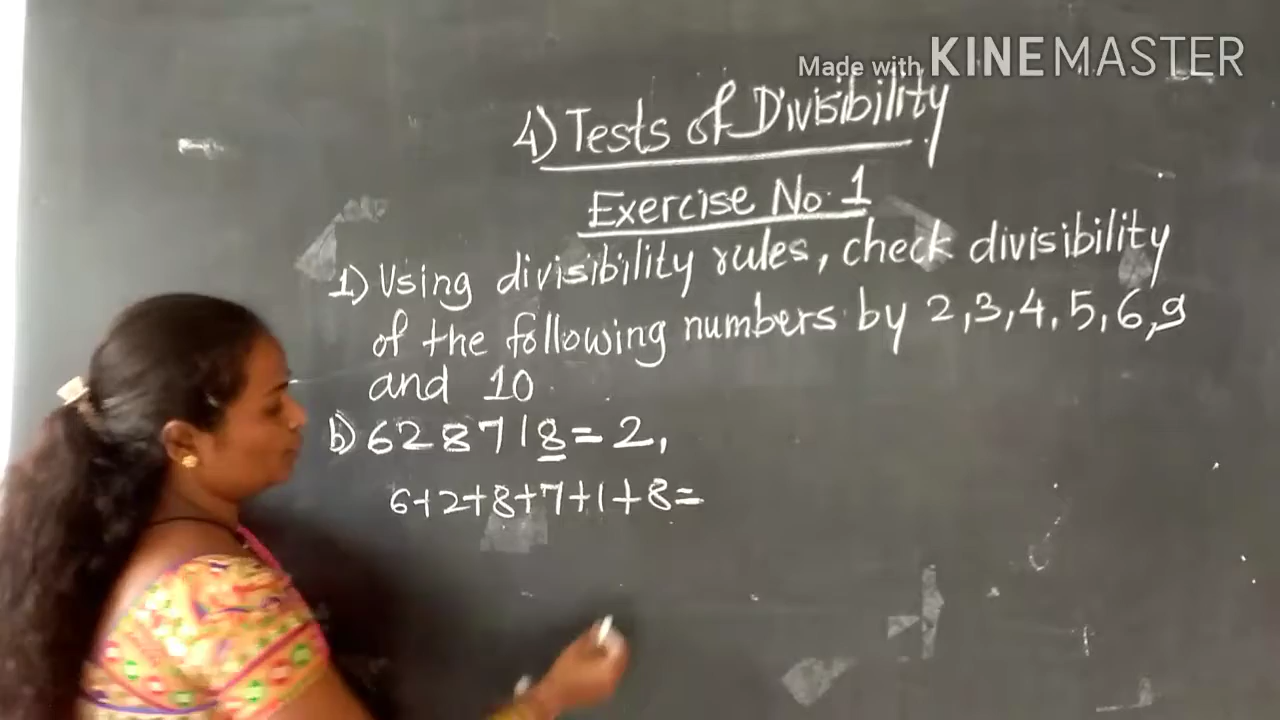 Made with KINEMASTER
4) Tests of Divisibility
Exercise No. 1
1) Using divisibility rules, check divisibility
of the following numbers by 2, 3, 4, 5, 6, 9
and 10.
b) 628718 = 2,
6+2+8+7+1+8=